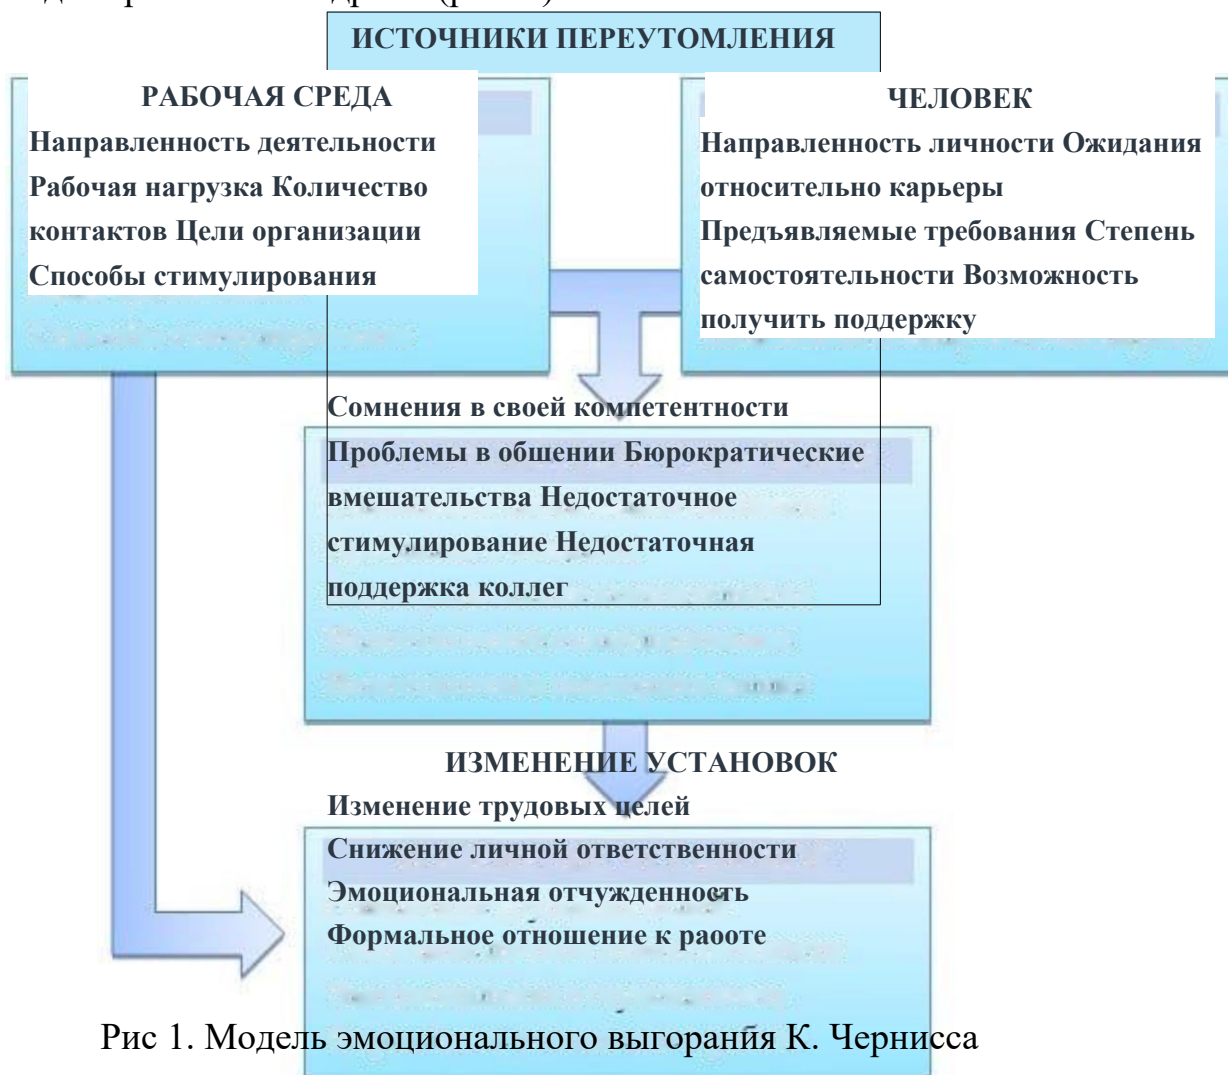 ИСТОЧНИКИ ПЕРЕУТОМЛЕНИЯ
РАБОЧАЯ СРЕДА
Направленность деятельности
Рабочая нагрузка Количество
контактов Цели организации
Способы стимулирования
ЧЕЛОВЕК
Направленность личности Ожидания
относительно карьеры
Предъявляемые требования Степень
самостоятельности Возможность
получить поддержку
Сомнения в своей компетентности
Проблемы в обшении Бюрократические
вмешательства Недостаточное
стимулирование Недостаточная
поддержка коллег
ИЗМЕНЕНИЕ УСТАНОВОК
Изменение трудовых целей
Снижение личной ответственности
Эмоциональная отчужденность
Формальное отношение к раооте
Рис 1. Модель эмоционального выгорания К. Чернисса